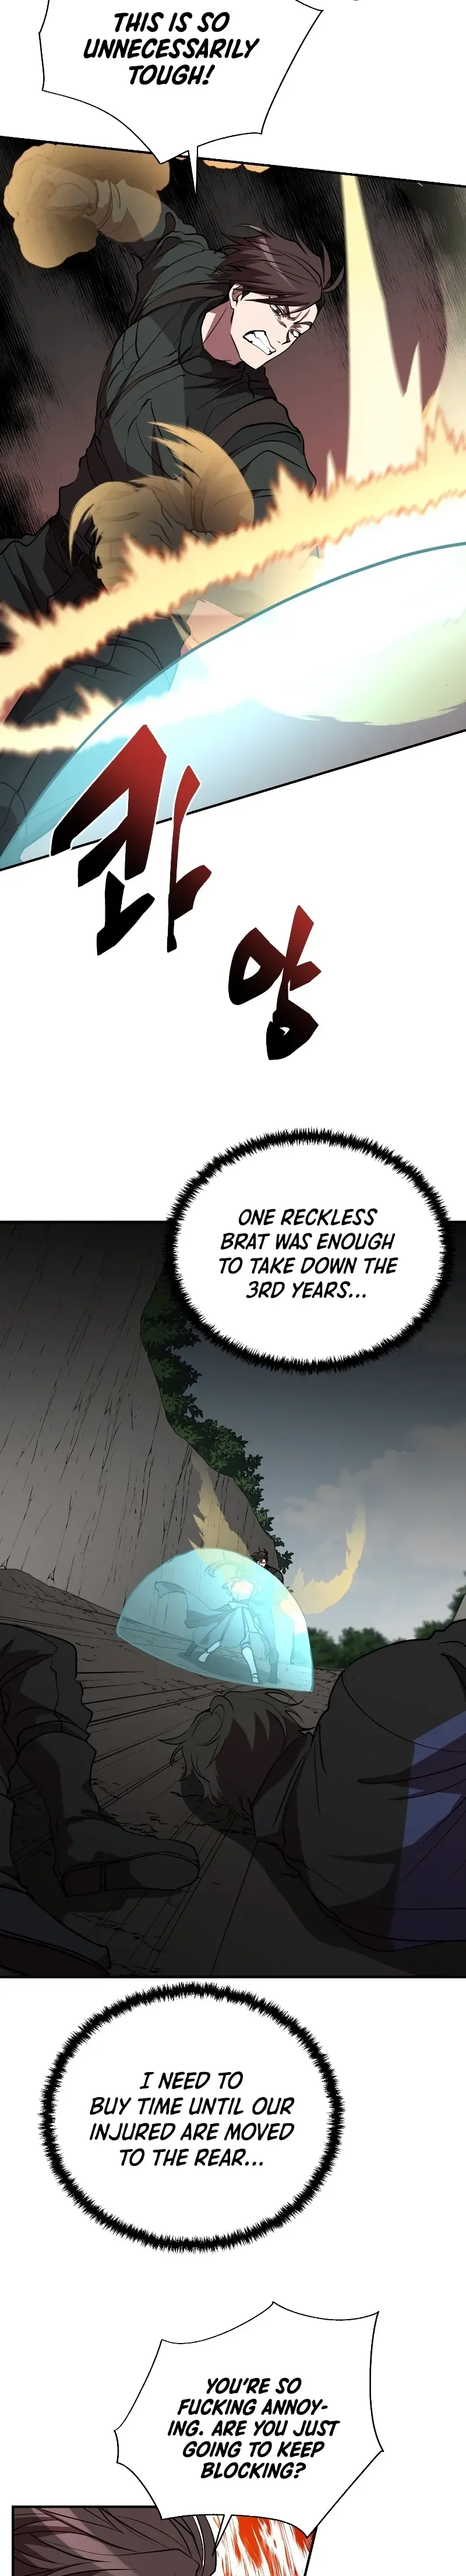 THIS IS SO
UNNECESSARILY
TOUGH!
콰
앙
ONE RECKLESS
BRAT WAS ENOUGH
TO TAKE DOWN THE
3RD YEARS...
I NEED TO
BUY TIME UNTIL OUR
INJURED ARE MOVED
TO THE REAR...
YOU'RE SO
FUCKING ANNOY-
ING. ARE YOU JUST
GOING TO KEEP
BLOCKING?